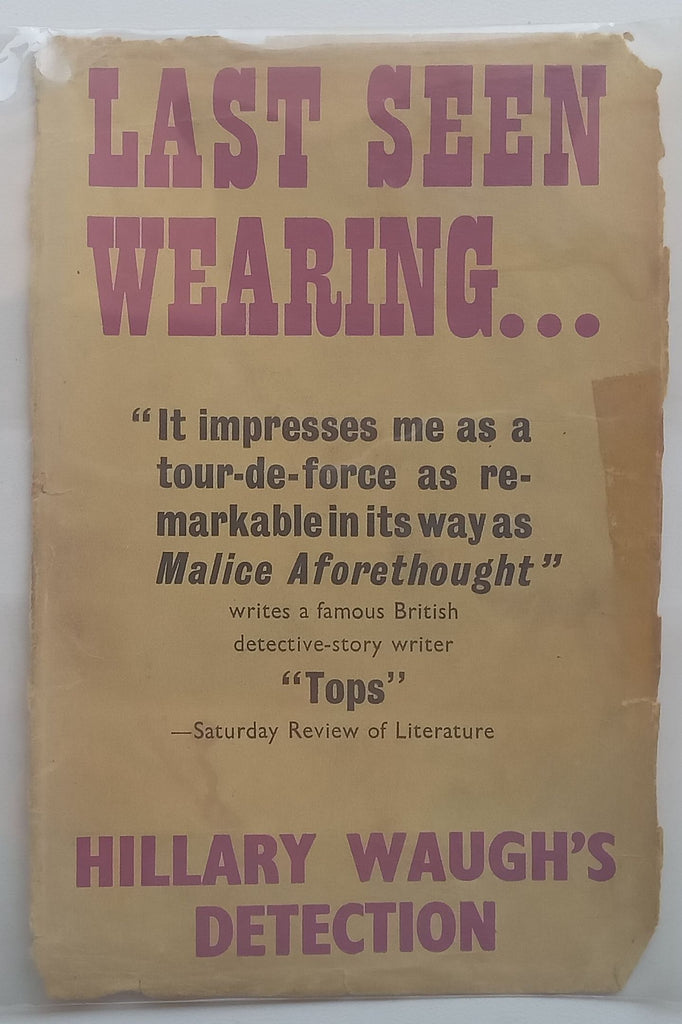 LAST SEEN
WEARING...
“It impresses me as a
tour-de-force as re-
markable in its way as
Malice Aforethought”
writes a famous British
detective-story writer
“Tops”
—Saturday Review of Literature
HILLARY WAUGH’S
DETECTION